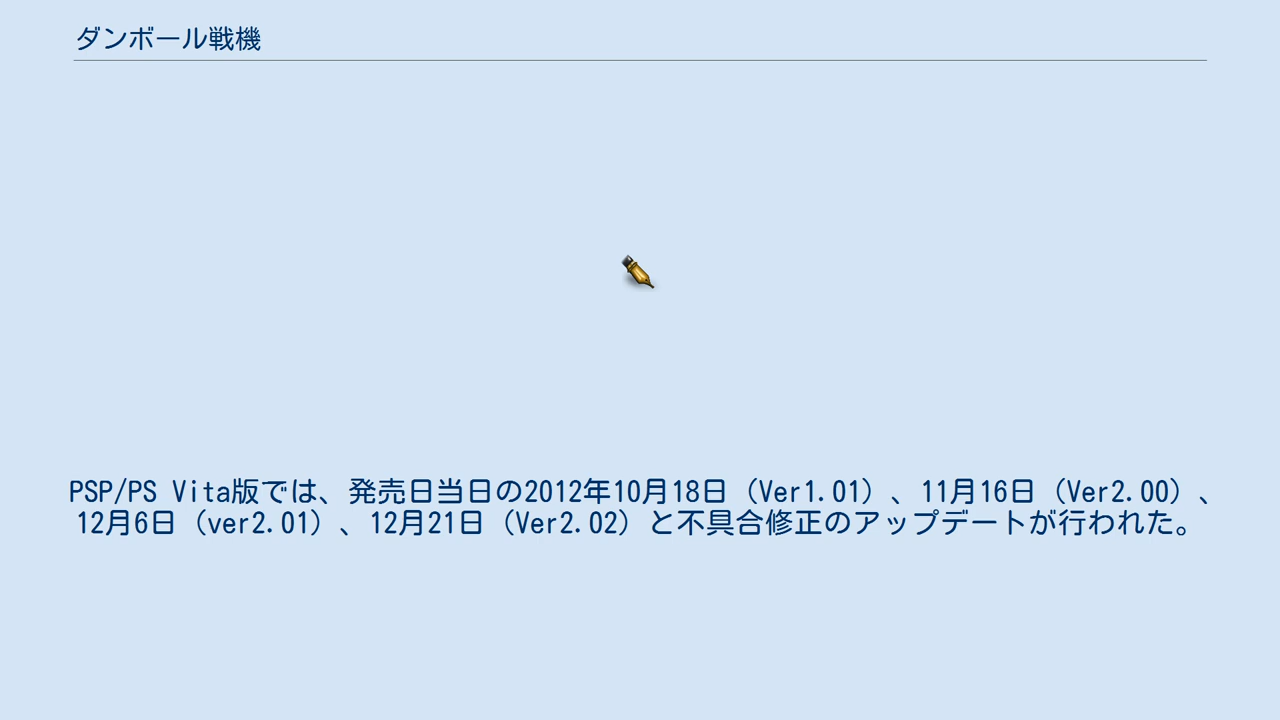 ダンボール戦機
PSP/PS Vita版では、発売日当日の2012年10月18日（Ver1.01）、11月16日（Ver2.00）、
12月6日（ver2.01）、12月21日（Ver2.02）と不具合修正のアップデートが行われた。